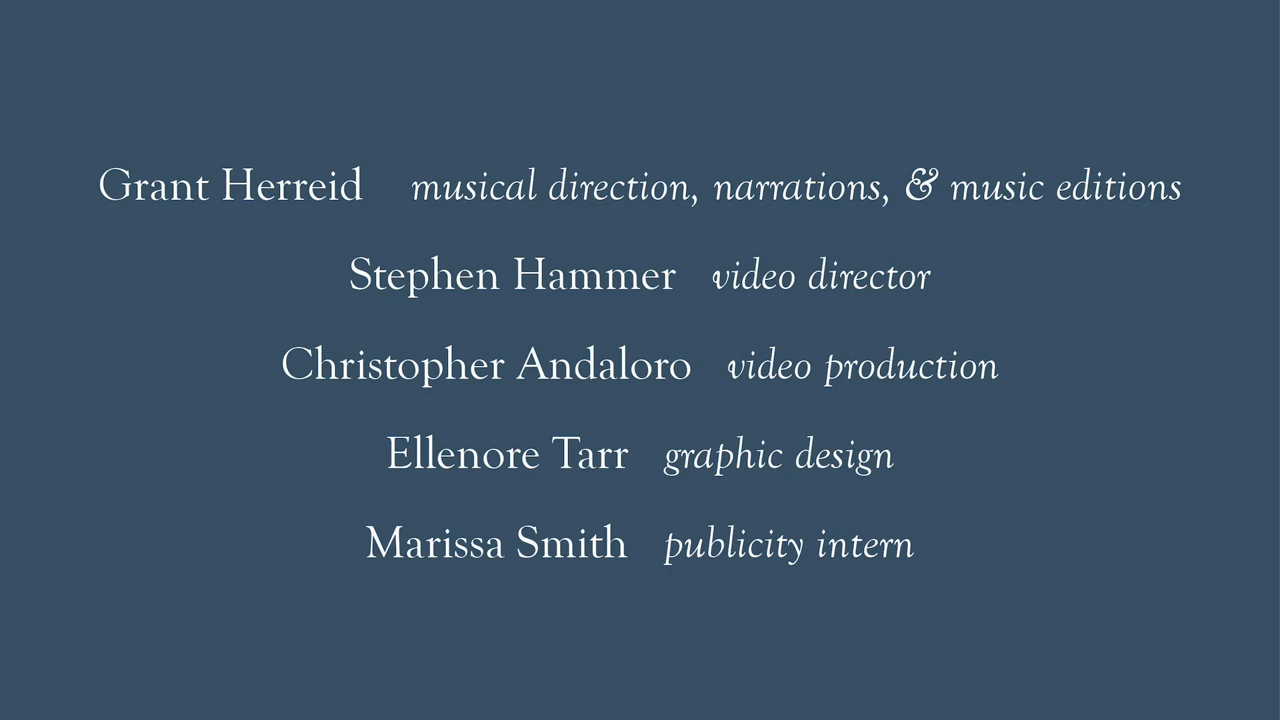 Grant Herreid musical direction, narrations, & music editions
Stephen Hammer video director
Christopher Andaloro video production
Ellenore Tarr graphic design
Marissa Smith publicity intern